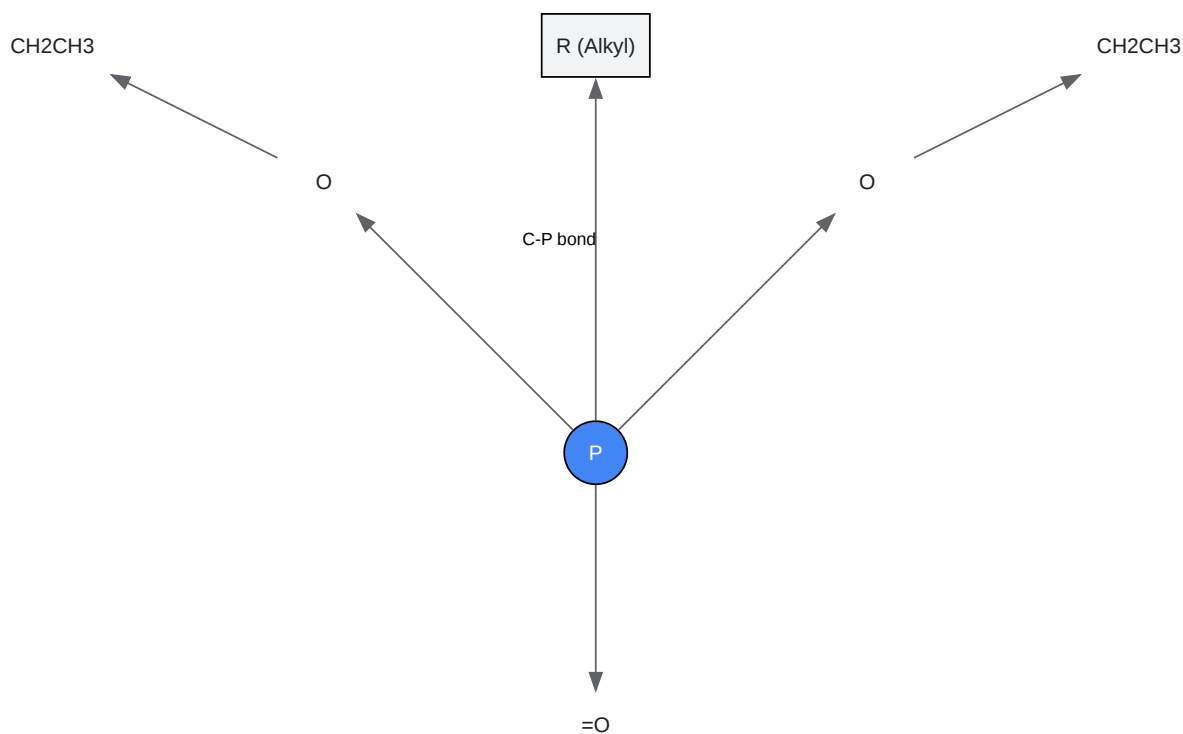 CH2CH3
R (Alkyl)
CH2CH3
O
O
C-P bond
P
=O